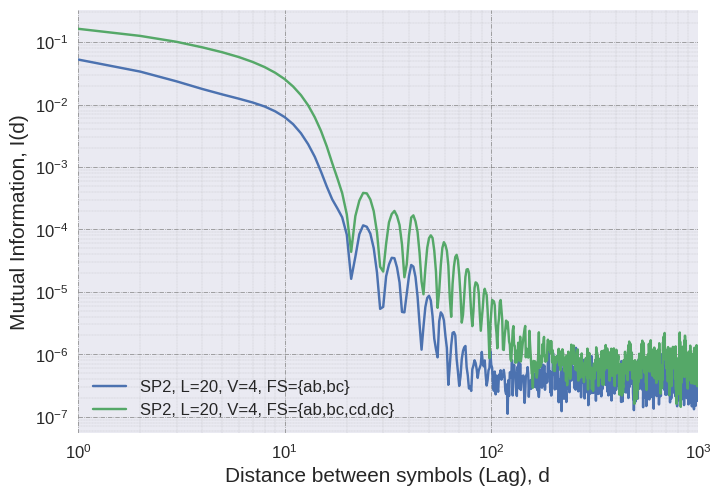 10⁻¹
10⁻²
10⁻³
10⁻⁴
10⁻⁵
10⁻⁶
10⁻⁷
Mutual Information, I(d)
SP2, L=20, V=4, FS={ab,bc}
SP2, L=20, V=4, FS={ab,bc,cd,dc}
10⁰ 10¹ 10² 10³
Distance between symbols (Lag), d